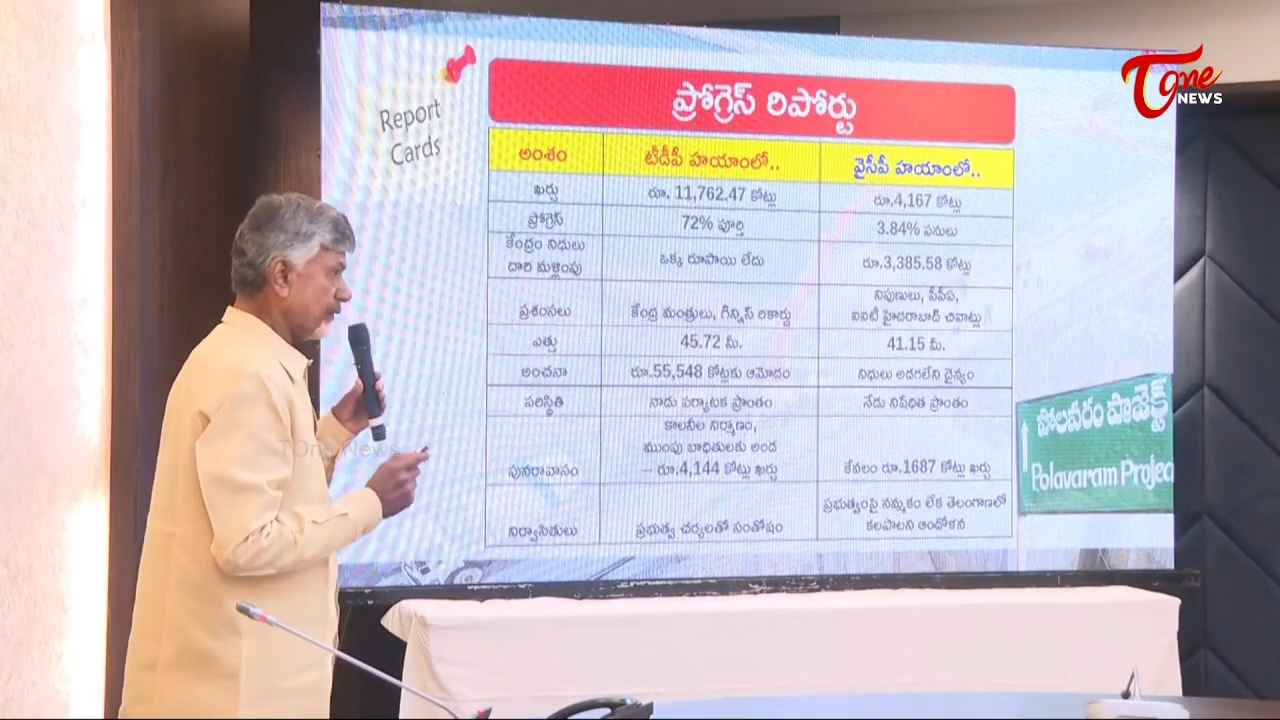 Tone NEWS
Report
Cards
ప్రోగ్రెస్ రిపోర్టు
అంశం టీడీపీ హయాంలో.. వైసీపీ హయాంలో..
ఖర్చు రూ. 11,762.47 కోట్లు రూ.4,167 కోట్లు
ప్రోగ్రెస్ 72% పూర్తి 3.84% పనులు
కేంద్రం నిధులు
దారి మళ్లింపు ఒక్క రూపాయి లేదు రూ.3,385.58 కోట్లు
నిపుణులు, పీపీఏ,
ప్రశంసలు కేంద్ర మంత్రులు, గిన్నిస్ రికార్డు ఐఐటీ హైదరాబాద్ చివాట్లు
ఎత్తు 45.72 మీ. 41.15 మీ.
అంచనా రూ.55,548 కోట్లకు ఆమోదం నిధులు అడగలేని దైన్యం
పరిస్థితి నాడు పర్యాటక ప్రాంతం నేడు నిషేధిత ప్రాంతం
కాలనీల నిర్మాణం,
ముంపు బాధితులకు అండ
పునరావాసం – రూ.4,144 కోట్లు ఖర్చు కేవలం రూ.1687 కోట్లు ఖర్చు
ప్రభుత్వంపై నమ్మకం లేక తెలంగాణలో
నిర్వాసితులు ప్రభుత్వ చర్యలతో సంతోషం కలపాలని ఆందోళన
పోలవరం ప్రాజెక్ట్
Polavaram Projec
TOne News